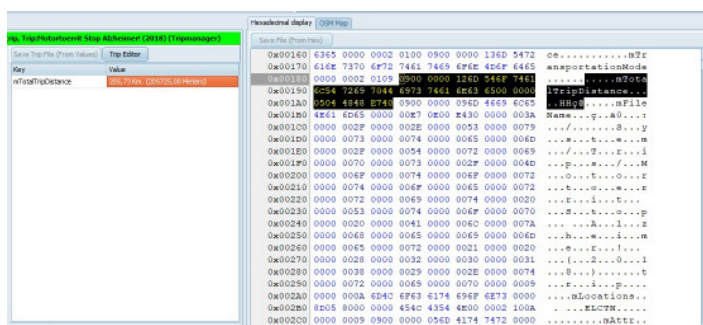 Hexadecimal display OSM Map
rip, Trip:Motortoerrit Stop Alzheimer! (2018) (Tripmanager)
Save Trip File (From Values) Trip Editor
Save File (From Hex)
Key Value
mTotalTripDistance 205,73 Km. (205725,00 Meters)
0x00160 6365 0000 0002 0100 0900 0000 136D 5472 ce...........mTr
0x00170 616E 7370 6F72 7461 7469 6F6E 4D6F 6465 ansportationMode
0x00180 0000 0002 0109 0900 0000 126D 546F 7461 ...........mTota
0x00190 6C54 7269 7044 6973 7461 6E63 6500 0000 lTripDistance...
0x001A0 0504 4848 E740 0900 0000 096D 4669 6C65 ..HHç@.....mFile
0x001B0 4E61 6D65 0000 00E7 0E00 E430 0000 003A
0x001C0 0000 002F 0000 002E 0000 0053 0000 0079
0x001D0 0000 0073 0000 0074 0000 0065 0000 006D ...s...t...e...m
0x001E0 0000 002F 0000 0054 0000 0072 0000 0069 .../...T...r...i
0x001F0 0000 0070 0000 0073 0000 002F 0000 004D ...p...s.../...M
0x00200 0000 006F 0000 0074 0000 006F 0000 0072 ...o...t...o...r
0x00210 0000 0074 0000 006F 0000 0065 0000 0072 ...t...o...e...r
0x00220 0000 0072 0000 0069 0000 0074 0000 0020 ...r...i...t...
0x00230 0000 0053 0000 0074 0000 006F 0000 0070 ...S...t...o...p
0x00240 0000 0020 0000 0041 0000 006C 0000 007A ... ...A...l...z
0x00250 0000 0068 0000 0065 0000 0069 0000 006D ...h...e...i...m
0x00260 0000 0065 0000 0072 0000 0021 0000 0020 ...e...r...!...
0x00270 0000 0028 0000 0032 0000 0030 0000 0031 ...(...2...0...1
0x00280 0000 0038 0000 0029 0000 002E 0000 0074 ...8...).......t
0x00290 0000 0072 0000 0069 0000 0070 0000 0009 ...r...i...p....
0x002A0 0000 000A 6D4C 6F63 6174 696F 6E73 0000 ....mLocations..
0x002B0 8D05 8000 0000 454C 4354 4E00 0002 100A
0x002C0 0000 0009 0900 0000 056D 4174 7472 0000 .........mAttr..